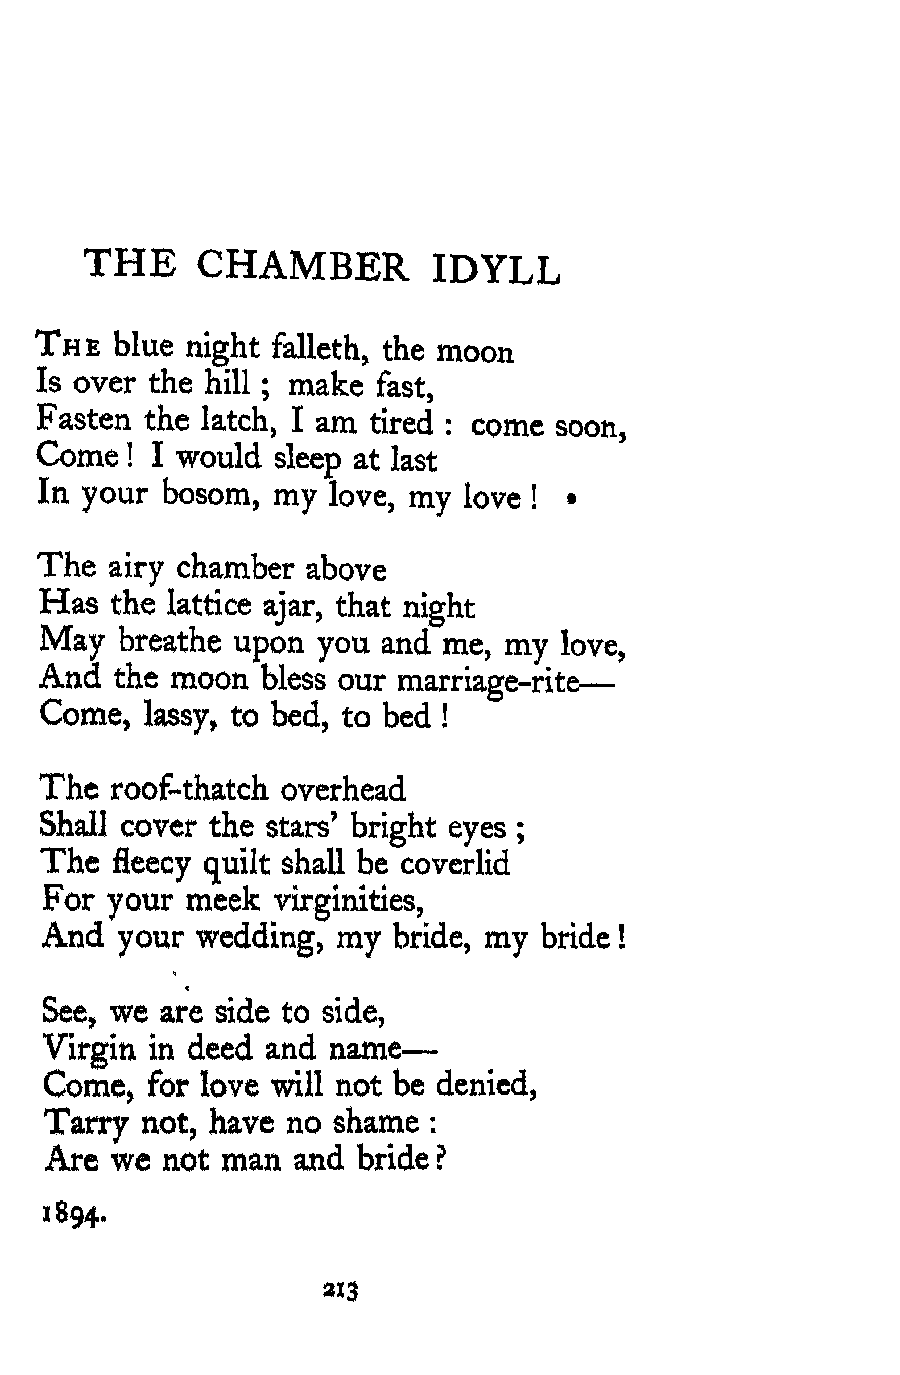 THE CHAMBER IDYLL
THE blue night falleth, the moon
Is over the hill ; make fast,
Fasten the latch, I am tired : come soon,
Come ! I would sleep at last
In your bosom, my love, my love !
The airy chamber above
Has the lattice ajar, that night
May breathe upon you and me, my love,
And the moon bless our marriage-rite—
Come, lassy, to bed, to bed !
The roof-thatch overhead
Shall cover the stars’ bright eyes ;
The fleecy quilt shall be coverlid
For your meek virginities,
And your wedding, my bride, my bride !
See, we are side to side,
Virgin in deed and name—
Come, for love will not be denied,
Tarry not, have no shame :
Are we not man and bride ?
1894.
213